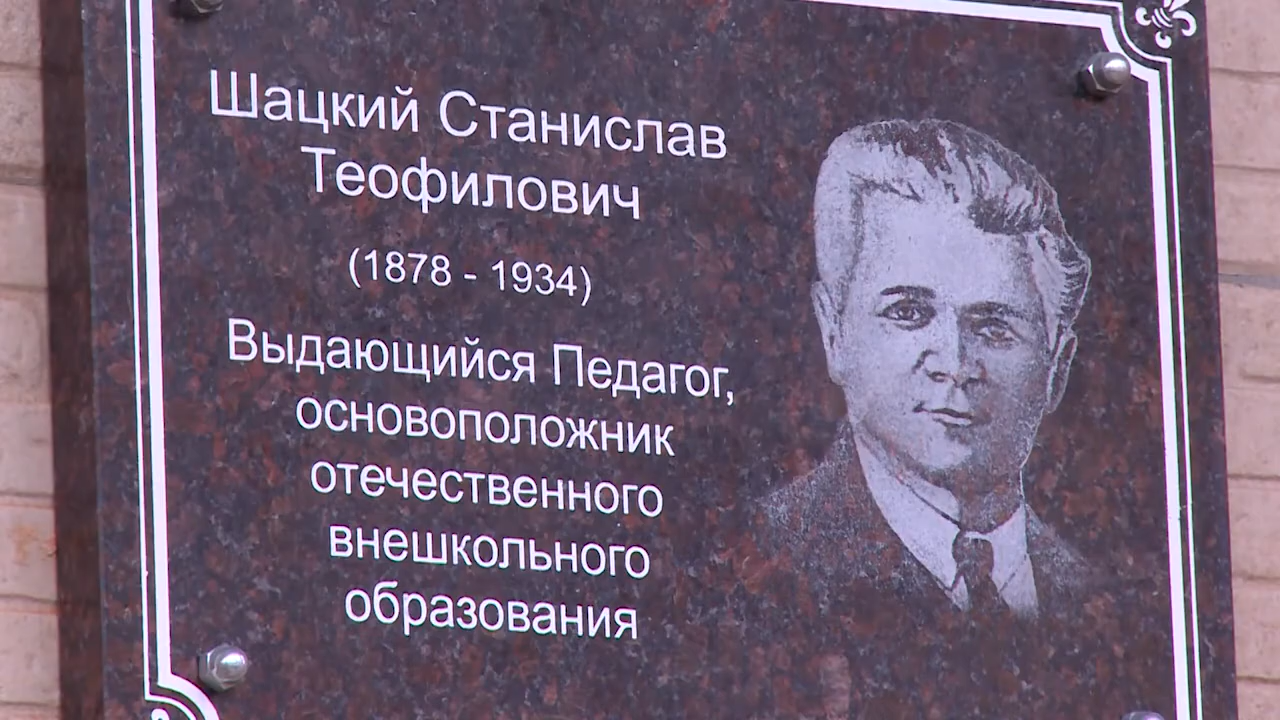 Шацкий Станислав
Теофилович
(1878 - 1934)
Выдающийся Педагог,
основоположник
отечественного
внешкольного
образования